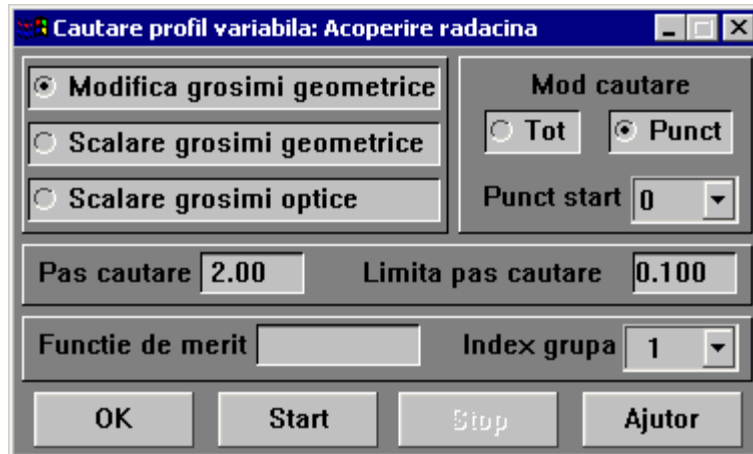 Cautare profil variabila: Acoperire radacina
Modifica grosimi geometrice
Scalare grosimi geometrice
Scalare grosimi optice
Mod cautare
Tot Punct
Punct start 0
Pas cautare 2.00 Limita pas cautare 0.100
Functie de merit Index grupa 1
OK Start Stop Ajutor